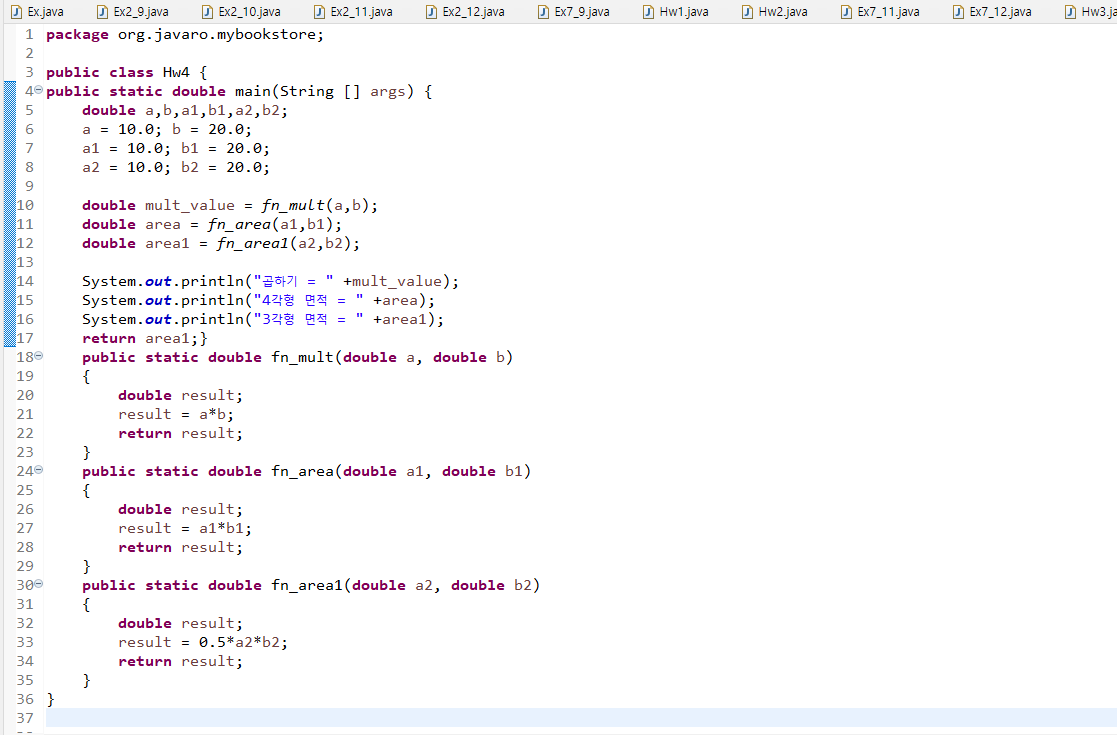 Ex.java Ex2_9.java Ex2_10.java Ex2_11.java Ex2_12.java Ex7_9.java Hw1.java Hw2.java Ex7_11.java Ex7_12.java Hw3.ja
1 package org.javaro.mybookstore;
2
3 public class Hw4 {
4 public static double main(String [] args) {
5 double a,b,a1,b1,a2,b2;
6 a = 10.0; b = 20.0;
7 a1 = 10.0; b1 = 20.0;
8 a2 = 10.0; b2 = 20.0;
9
10 double mult_value = fn_mult(a,b);
11 double area = fn_area(a1,b1);
12 double area1 = fn_area1(a2,b2);
13
14 System.out.println("곱하기 = " +mult_value);
15 System.out.println("4각형 면적 = " +area);
16 System.out.println("3각형 면적 = " +area1);
17 return area1;}
18 public static double fn_mult(double a, double b)
19 {
20 double result;
21 result = a*b;
22 return result;
23 }
24 public static double fn_area(double a1, double b1)
25 {
26 double result;
27 result = a1*b1;
28 return result;
29 }
30 public static double fn_area1(double a2, double b2)
31 {
32 double result;
33 result = 0.5*a2*b2;
34 return result;
35 }
36 }
37